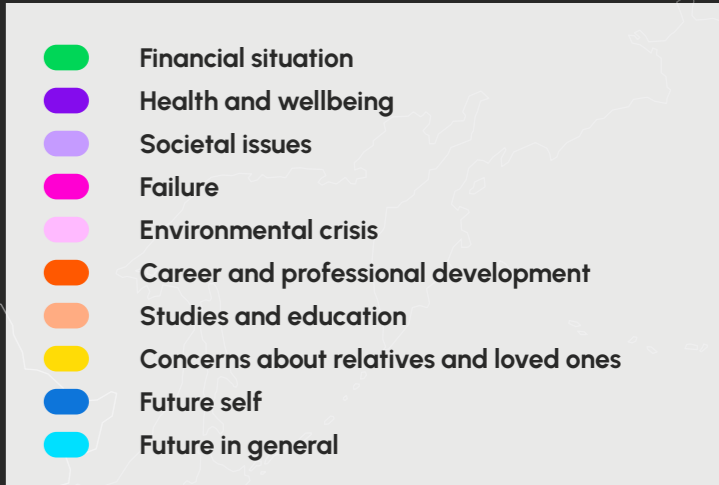 Financial situation
Health and wellbeing
Societal issues
Failure
Environmental crisis
Career and professional development
Studies and education
Concerns about relatives and loved ones
Future self
Future in general